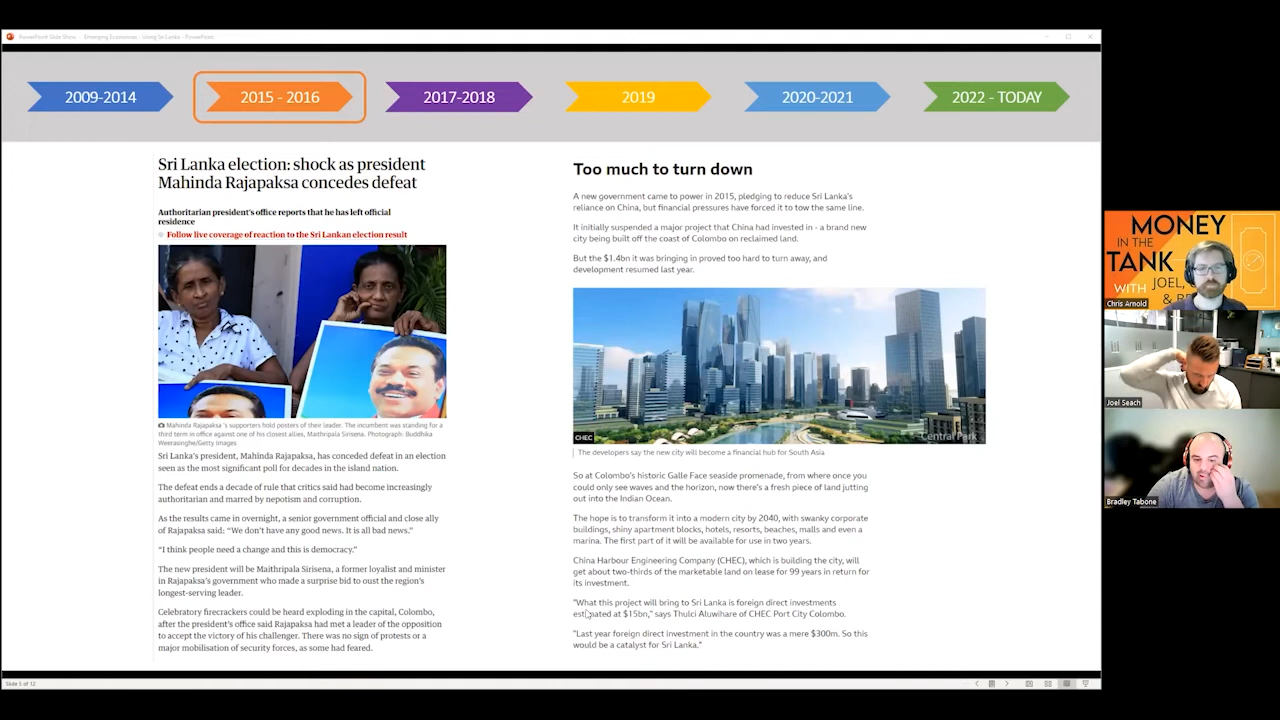 PowerPoint Slide Show - Emerging Economies - Using Sri Lanka - PowerPoint
2009-2014
2015 - 2016
2017-2018
2019
2020-2021
2022 - TODAY
Sri Lanka election: shock as president
Mahinda Rajapaksa concedes defeat
Authoritarian president's office reports that he has left official
residence
Follow live coverage of reaction to the Sri Lankan election result
Mahinda Rajapaksa 's supporters hold posters of their leader. The incumbent was standing for a
third term in office against one of his closest allies, Maithripala Sirisena. Photograph: Buddhika
Weerasinghe/Getty Images
Sri Lanka's president, Mahinda Rajapaksa, has conceded defeat in an election
seen as the most significant poll for decades in the island nation.
The defeat ends a decade of rule that critics said had become increasingly
authoritarian and marred by nepotism and corruption.
As the results came in overnight, a senior government official and close ally
of Rajapaksa said: "We don't have any good news. It is all bad news."
"I think people need a change and this is democracy."
The new president will be Maithripala Sirisena, a former loyalist and minister
in Rajapaksa's government who made a surprise bid to oust the region's
longest-serving leader.
Celebratory firecrackers could be heard exploding in the capital, Colombo,
after the president's office said Rajapaksa had met a leader of the opposition
to accept the victory of his challenger. There was no sign of protests or a
major mobilisation of security forces, as some had feared.
Too much to turn down
A new government came to power in 2015, pledging to reduce Sri Lanka's
reliance on China, but financial pressures have forced it to tow the same line.
It initially suspended a major project that China had invested in - a brand new
city being built off the coast of Colombo on reclaimed land.
But the $1.4bn it was bringing in proved too hard to turn away, and
development resumed last year.
CHEC
Central Park
The developers say the new city will become a financial hub for South Asia
So at Colombo's historic Galle Face seaside promenade, from where once you
could only see waves and the horizon, now there's a fresh piece of land jutting
out into the Indian Ocean.
The hope is to transform it into a modern city by 2040, with swanky corporate
buildings, shiny apartment blocks, hotels, resorts, beaches, malls and even a
marina. The first part of it will be available for use in two years.
China Harbour Engineering Company (CHEC), which is building the city, will
get about two-thirds of the marketable land on lease for 99 years in return for
its investment.
"What this project will bring to Sri Lanka is foreign direct investments
estimated at $15bn," says Thulci Aluwihare of CHEC Port City Colombo.
"Last year foreign direct investment in the country was a mere $300m. So this
would be a catalyst for Sri Lanka."
Slide 5 of 12
MONEY
IN THE
TANK
WITH JOEL,
& B
Chris Arnold
Joel Seach
Bradley Tabone